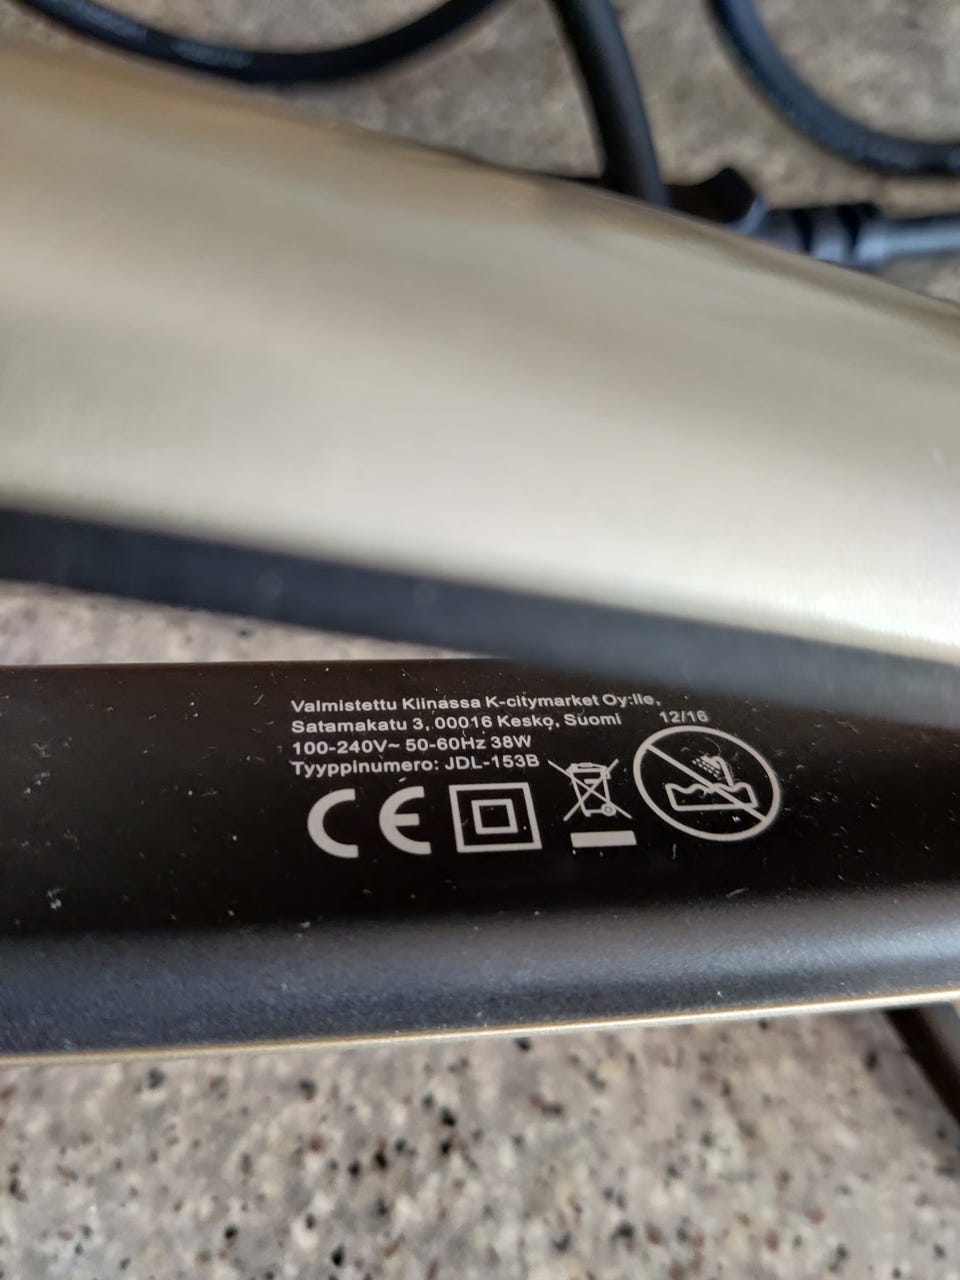 Valmistettu Kiinassa K-citymarket Oy:lle,
Satamakatu 3, 00016 Kesko, Suomi 12/16
100-240V~ 50-60Hz 38W
Tyyppinumero: JDL-153B
CE